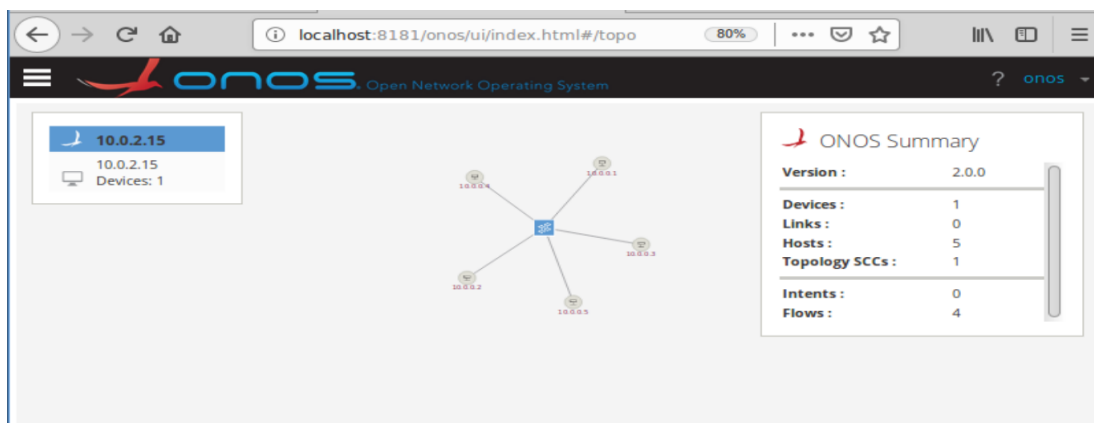 localhost:8181/onos/ui/index.html#/topo 80%
onos Open Network Operating System ? onos
10.0.2.15
10.0.2.15
Devices: 1
10.0.0.4
10.0.0.1
10.0.0.3
10.0.0.2
10.0.0.5
ONOS Summary
Version : 2.0.0
Devices : 1
Links : 0
Hosts : 5
Topology SCCs : 1
Intents : 0
Flows : 4